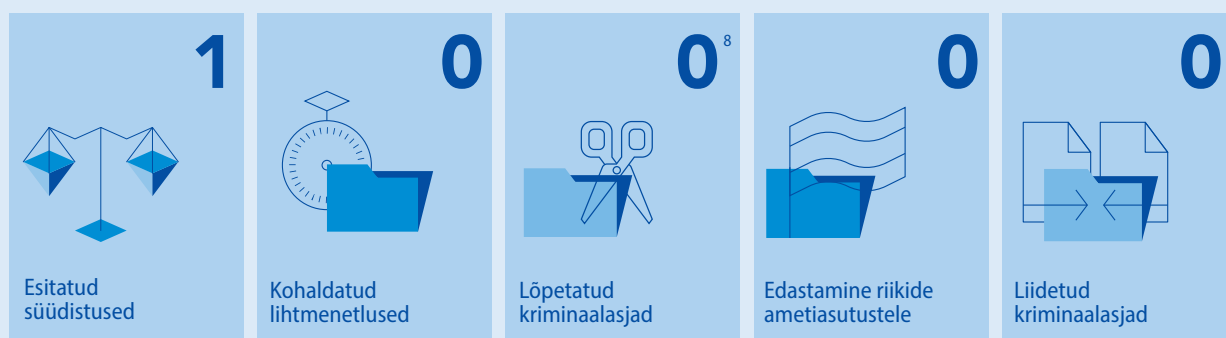 1
Esitatud
süüdistused
0
Kohaldatud
lihtmenetlused
0 8
Lõpetatud
kriminaalasjad
0
Edastamine riikide
ametiasutustele
0
Liidetud
kriminaalasjad